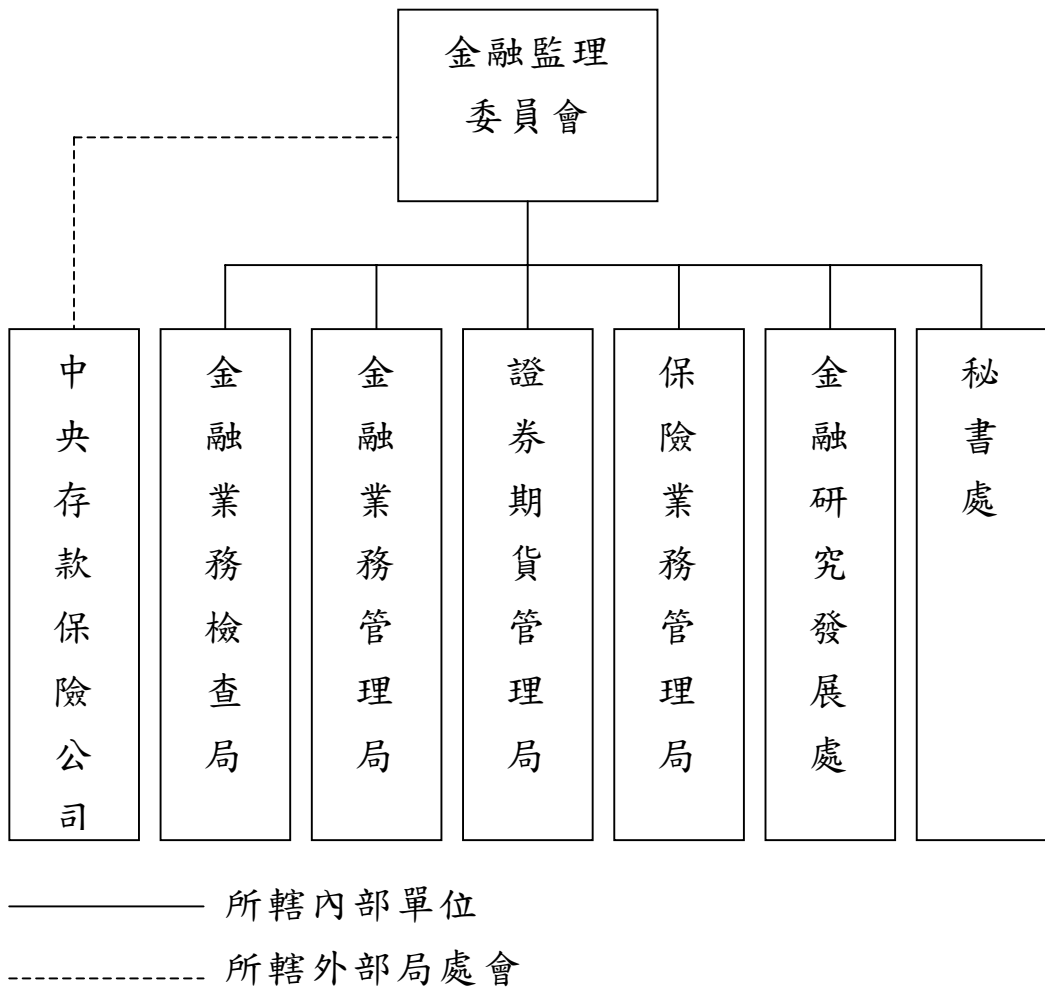 金融監理
委員會
中央存款保險公司
金融業務檢查局
金融業務管理局
證券期貨管理局
保險業務管理局
金融研究發展處
秘書處
所轄內部單位
所轄外部局處會